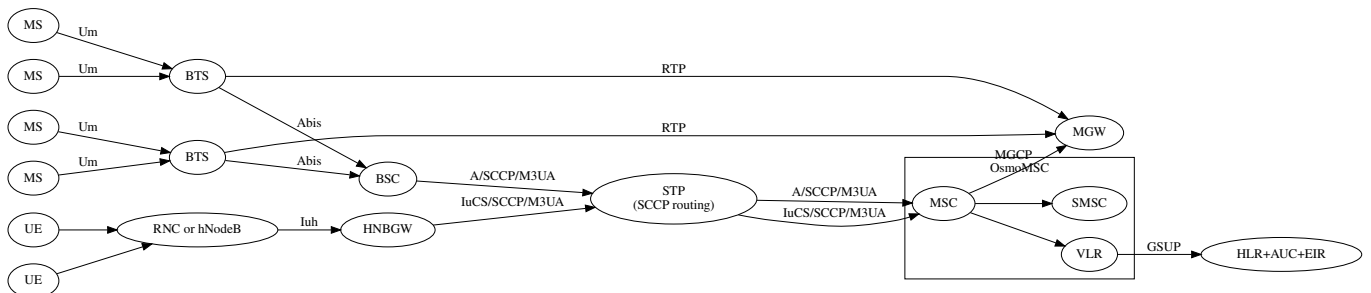 MS
Um
MS
Um
BTS
RTP
MS
Um
Abis
RTP
MGW
MS
Um
BTS
Abis
BSC
MGCP
OsmoMSC
A/SCCP/M3UA
STP
(SCCP routing)
A/SCCP/M3UA
IuCS/SCCP/M3UA
MSC
SMSC
IuCS/SCCP/M3UA
UE
RNC or hNodeB
Iuh
HNBGW
VLR
GSUP
HLR+AUC+EIR
UE